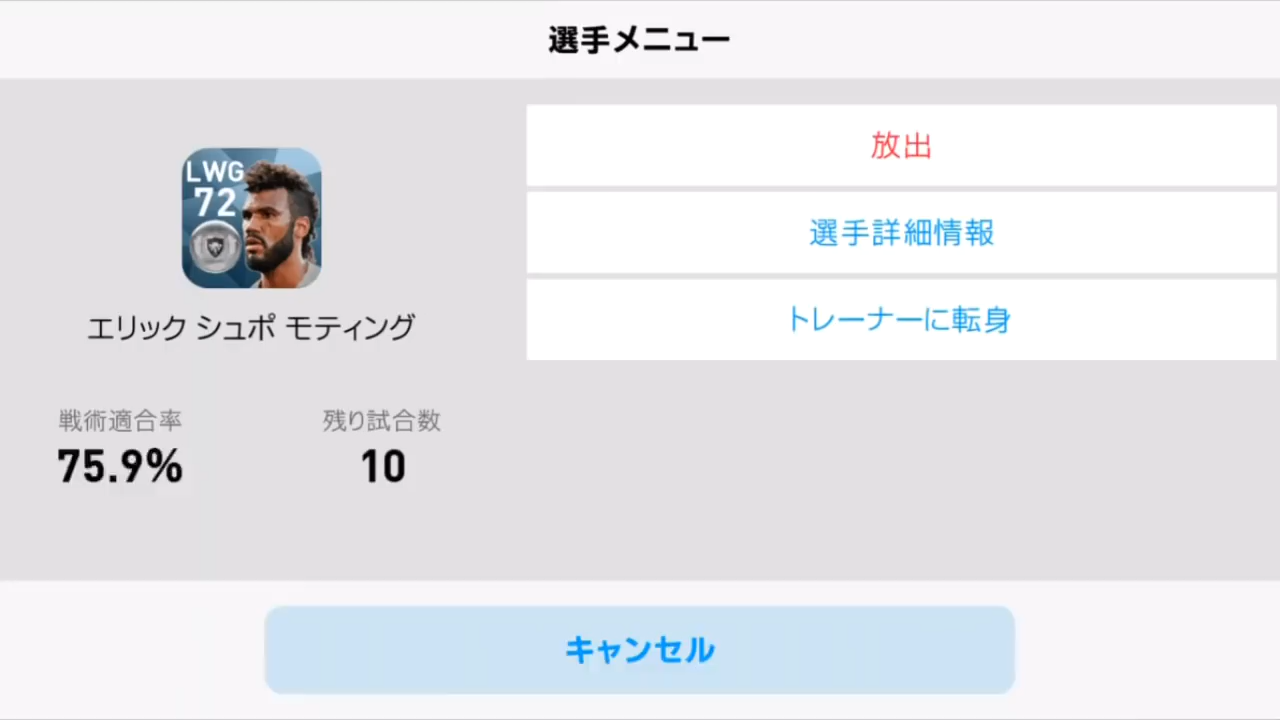 選手メニュー
LWG
72
エリック シュポ モティング
戦術適合率
残り試合数
75.9%
10
放出
選手詳細情報
トレーナーに転身
キャンセル